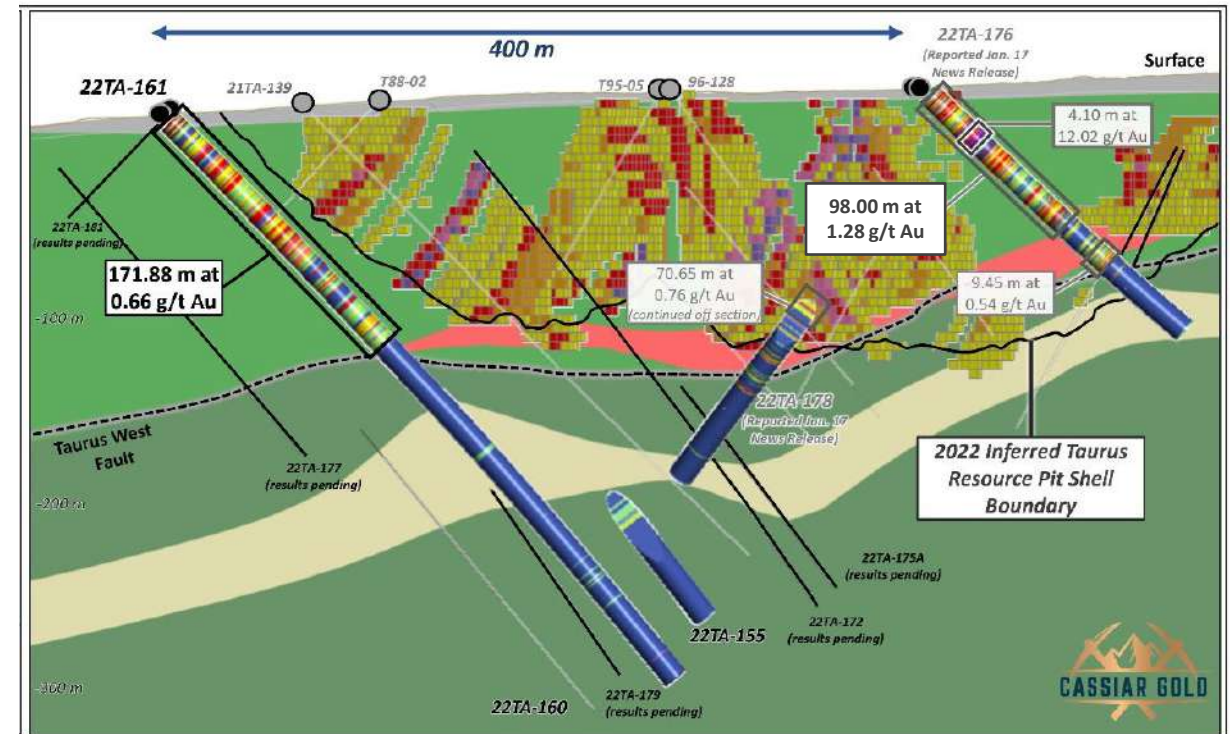 400 m
22TA-176
(Reported Jan. 17
News Release)
Surface
22TA-161
21TA-139
T88-02
T95-05
96-128
4.10 m at
12.02 g/t Au
98.00 m at
1.28 g/t Au
22TA-181
(results pending)
171.88 m at
0.66 g/t Au
70.65 m at
0.76 g/t Au
(continued off section)
9.45 m at
0.54 g/t Au
-100 m
22TA-178
(Reported Jan. 17
News Release)
Taurus West
Fault
22TA-177
(results pending)
2022 Inferred Taurus
Resource Pit Shell
Boundary
-200 m
22TA-175A
(results pending)
22TA-172
(results pending)
22TA-155
-300 m
22TA-179
(results pending)
22TA-160
CASSIAR GOLD